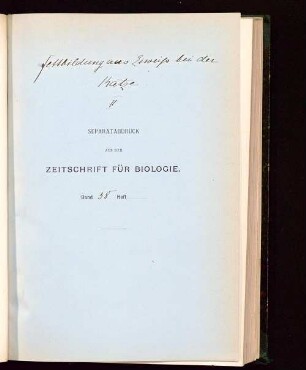 Fettbildung aus Eiweiß bei der
Katze
II
SEPARATABDRUCK
AUS DER
ZEITSCHRIFT FÜR BIOLOGIE.
Band 38 Heft